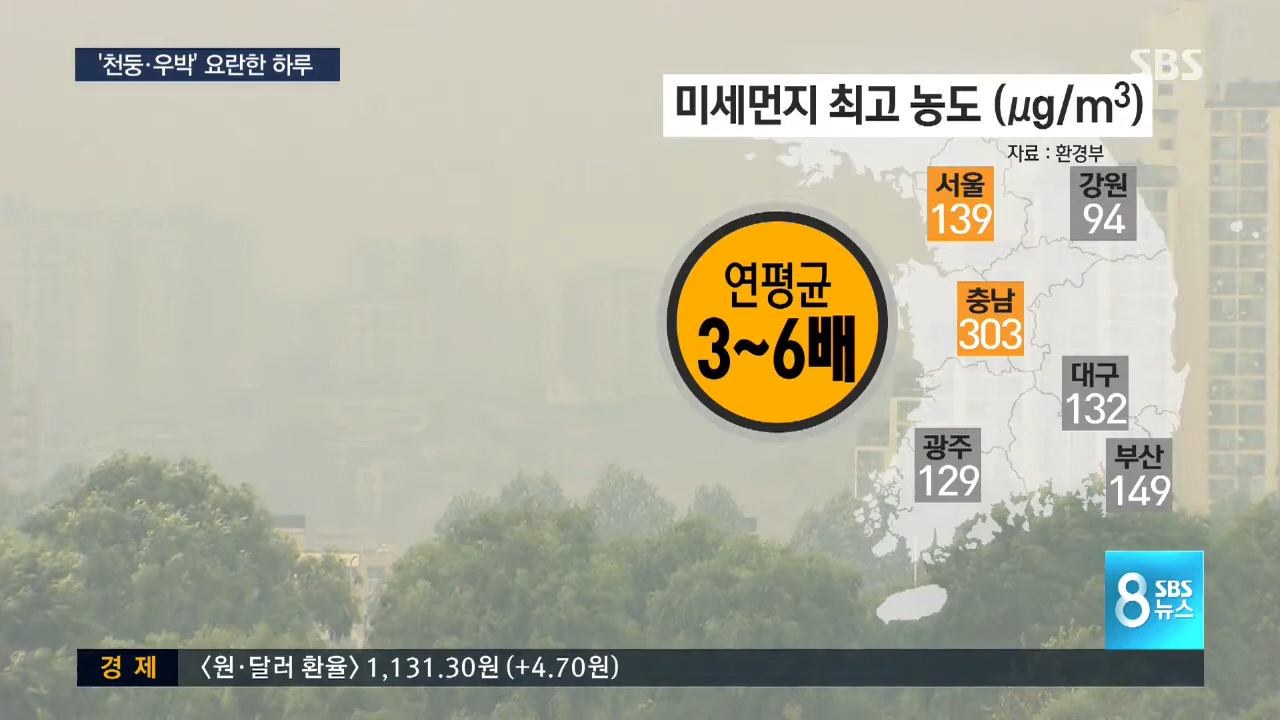 '천둥·우박' 요란한 하루
SBS
미세먼지 최고 농도 (μg/m³)
자료 : 환경부
서울
139
강원
94
연평균
3~6배
충남
303
대구
132
광주
129
부산
149
8 SBS
뉴스
경제 〈원·달러 환율〉 1,131.30원 (+4.70원)